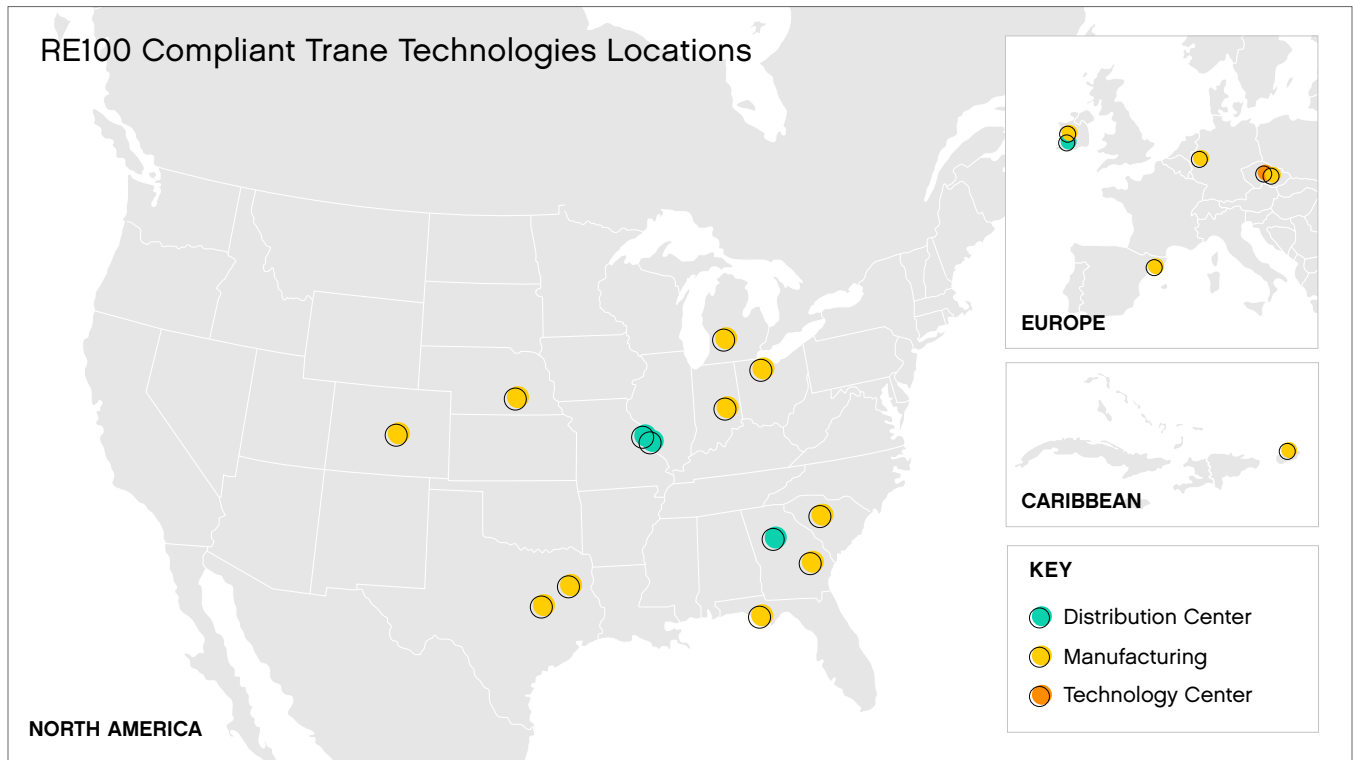 RE100 Compliant Trane Technologies Locations
EUROPE
CARIBBEAN
KEY
Distribution Center
Manufacturing
Technology Center
NORTH AMERICA